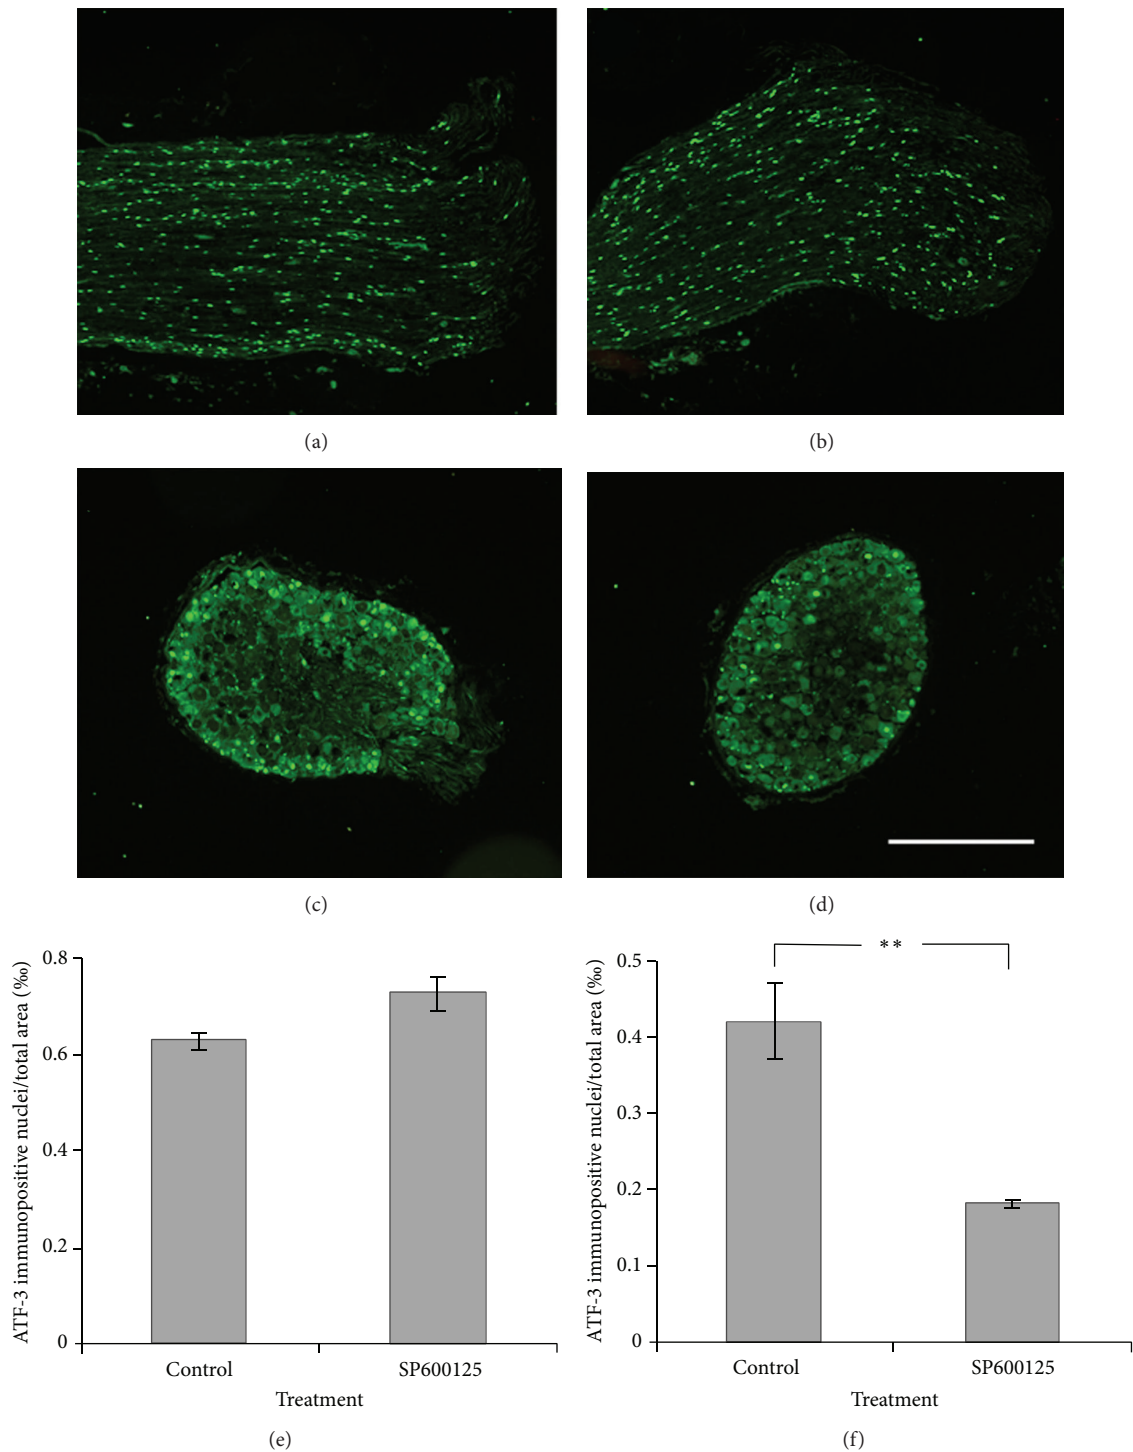 (a)
(b)
(c)
(d)
ATF-3 immunopositive nuclei/total area (‰)
0.8
0.6
0.4
0.2
0
Control
SP600125
Treatment
(e)
ATF-3 immunopositive nuclei/total area (‰)
**
0.5
0.4
0.3
0.2
0.1
0
Control
SP600125
Treatment
(f)